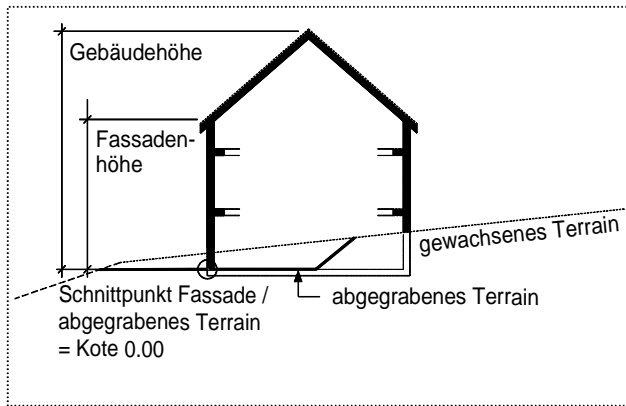 Gebäudehöhe
Fassaden-
höhe
gewachsenes Terrain
Schnittpunkt Fassade /
abgegrabenes Terrain
= Kote 0.00
abgegrabenes Terrain